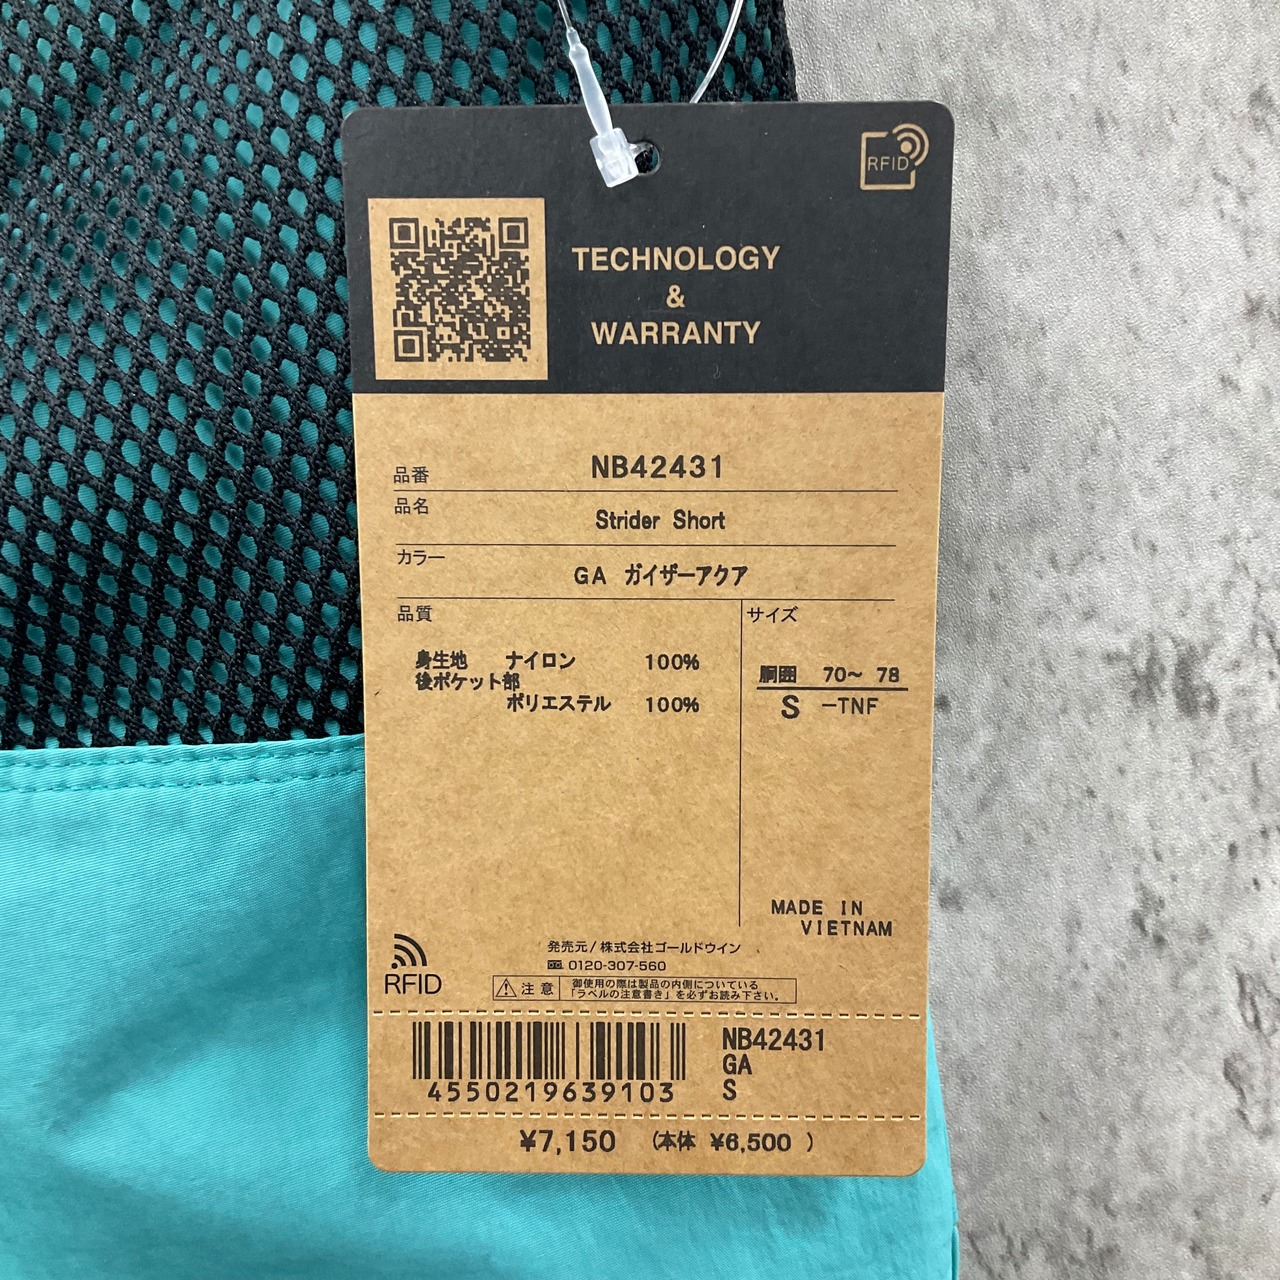 RFID
TECHNOLOGY
&
WARRANTY
品番 NB42431
品名 Strider Short
カラー GA ガイザーアクア
品質
身生地 ナイロン 100%
後ポケット部
ポリエステル 100%
サイズ
胴囲 70~ 78
S -TNF
MADE IN
VIETNAM
RFID
発売元/株式会社ゴールドウイン
0120-307-560
注意 御使用の際は製品の内側についている
「ラベルの注意書き」を必ずお読み下さい。
4550219639103
NB42431
GA
S
¥7,150 (本体 ¥6,500 )